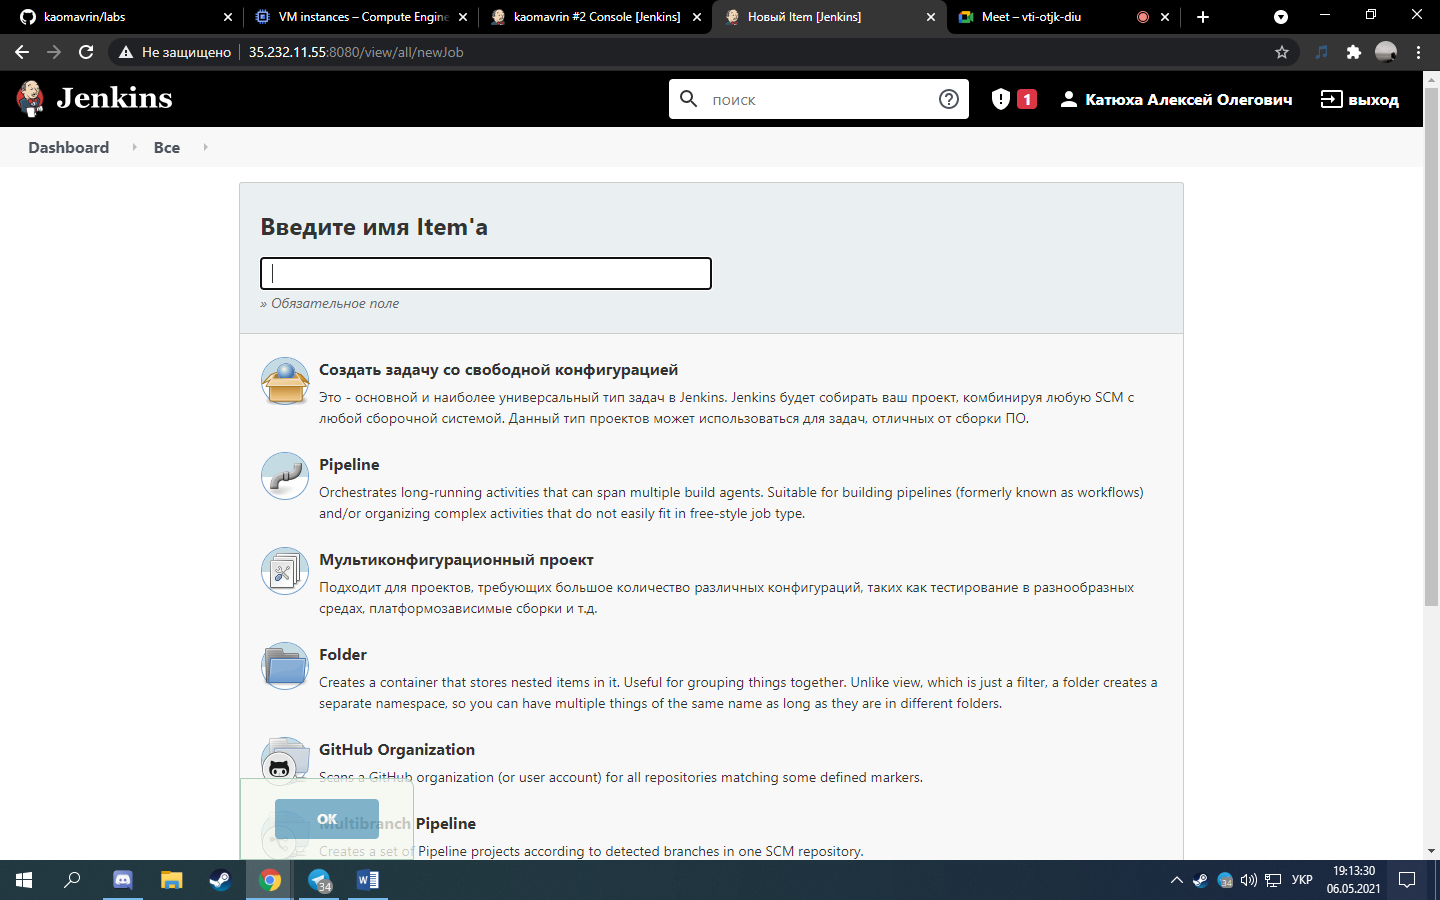 kaomavrin/labs
VM instances – Compute Engine
kaomavrin #2 Console [Jenkins]
Новый Item [Jenkins]
Meet – vti-otjk-diu
Не защищено
35.232.11.55:8080/view/all/newJob
Jenkins
поиск
1
Катюха Алексей Олегович
выход
Dashboard
Все
Введите имя Item'а
» Обязательное поле
Создать задачу со свободной конфигурацией
Это - основной и наиболее универсальный тип задач в Jenkins. Jenkins будет собирать ваш проект, комбинируя любую SCM с
любой сборочной системой. Данный тип проектов может использоваться для задач, отличных от сборки ПО.
Pipeline
Orchestrates long-running activities that can span multiple build agents. Suitable for building pipelines (formerly known as workflows)
and/or organizing complex activities that do not easily fit in free-style job type.
Мультиконфигурационный проект
Подходит для проектов, требующих большое количество различных конфигураций, таких как тестирование в разнообразных
средах, платформозависимые сборки и т.д.
Folder
Creates a container that stores nested items in it. Useful for grouping things together. Unlike view, which is just a filter, a folder creates a
separate namespace, so you can have multiple things of the same name as long as they are in different folders.
GitHub Organization
Scans a GitHub organization (or user account) for all repositories matching some defined markers.
OK
Multibranch Pipeline
Creates a set of Pipeline projects according to detected branches in one SCM repository.
34
34
УКР
19:13:30
06.05.2021